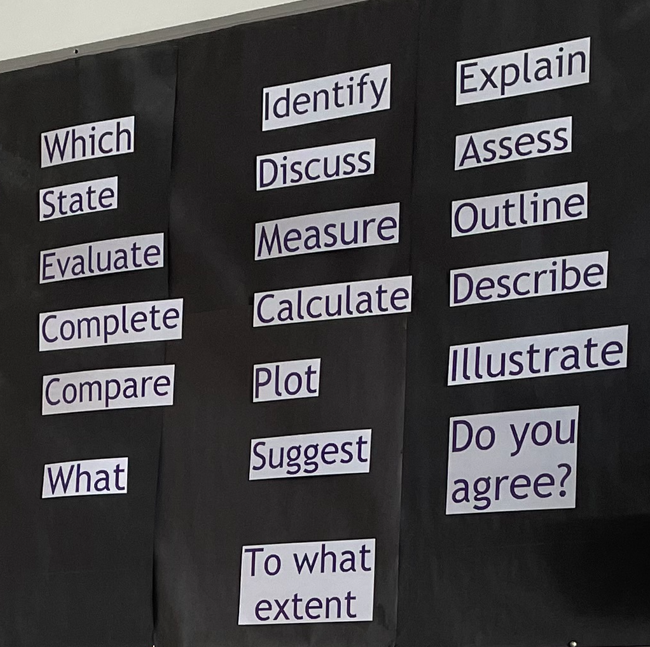 Which
State
Evaluate
Complete
Compare
What
Identify
Discuss
Measure
Calculate
Plot
Suggest
To what
extent
Explain
Assess
Outline
Describe
Illustrate
Do you
agree?